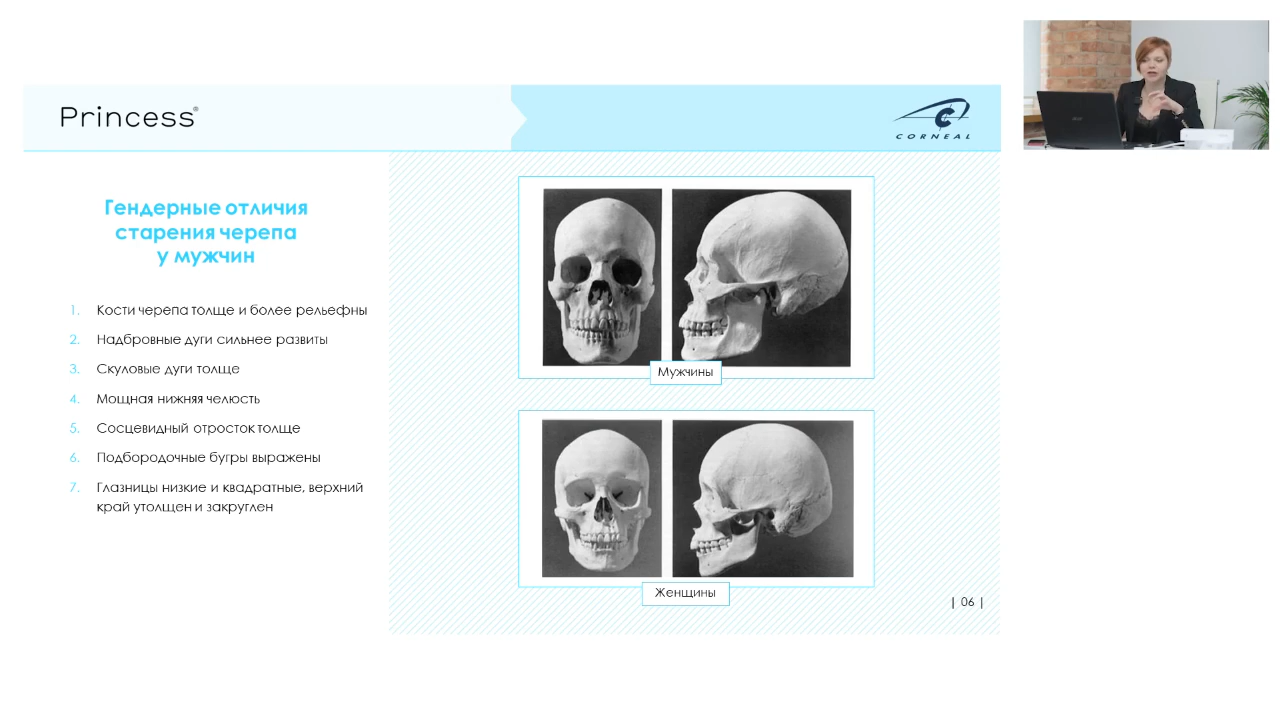 Princess®
CORNEAL
Гендерные отличия
старения черепа
у мужчин
1. Кости черепа толще и более рельефны
2. Надбровные дуги сильнее развиты
3. Скуловые дуги толще
4. Мощная нижняя челюсть
5. Сосцевидный отросток толще
6. Подбородочные бугры выражены
7. Глазницы низкие и квадратные, верхний
край утолщен и закруглен
Мужчины
Женщины
| 06 |